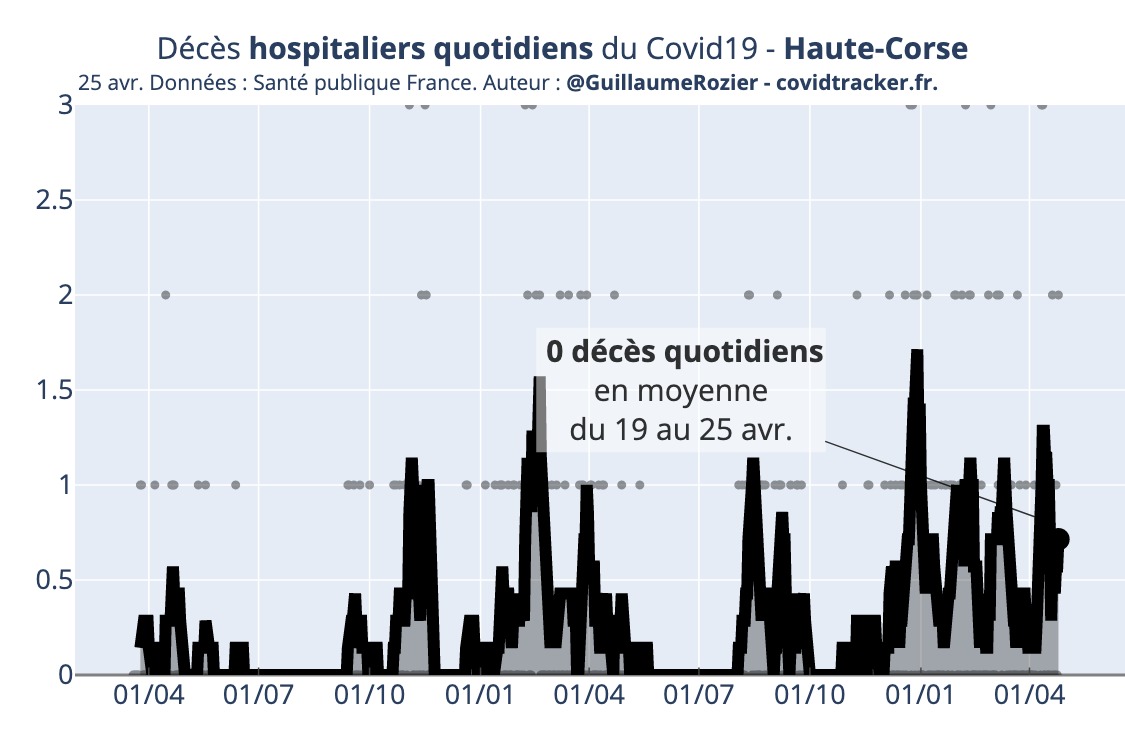 Décès hospitaliers quotidiens du Covid19 - Haute-Corse
25 avr. Données : Santé publique France. Auteur : @GuillaumeRozier - covidtracker.fr.
3
2.5
2
1.5
1
0.5
0
0 décès quotidiens
en moyenne
du 19 au 25 avr.
01/04 01/07 01/10 01/01 01/04 01/07 01/10 01/01 01/04